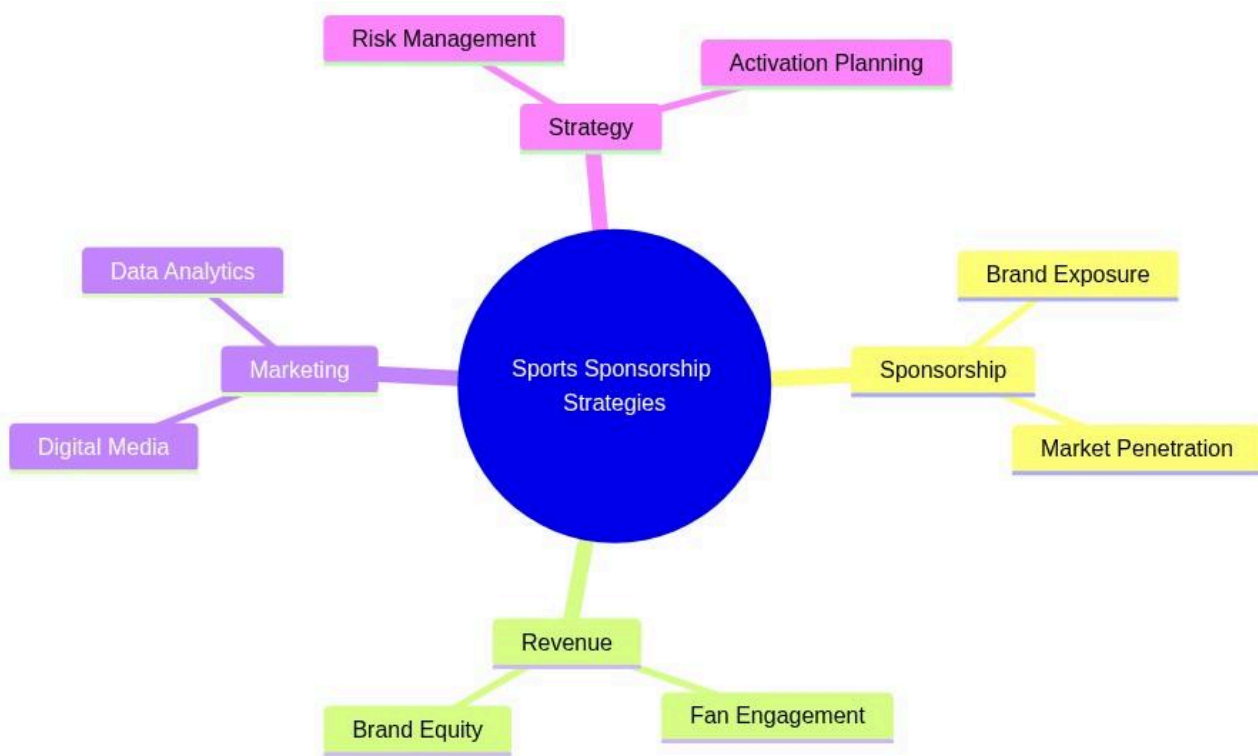 Risk Management
Activation Planning
Strategy
Data Analytics
Brand Exposure
Marketing
Sports Sponsorship
Strategies
Sponsorship
Digital Media
Market Penetration
Revenue
Brand Equity
Fan Engagement